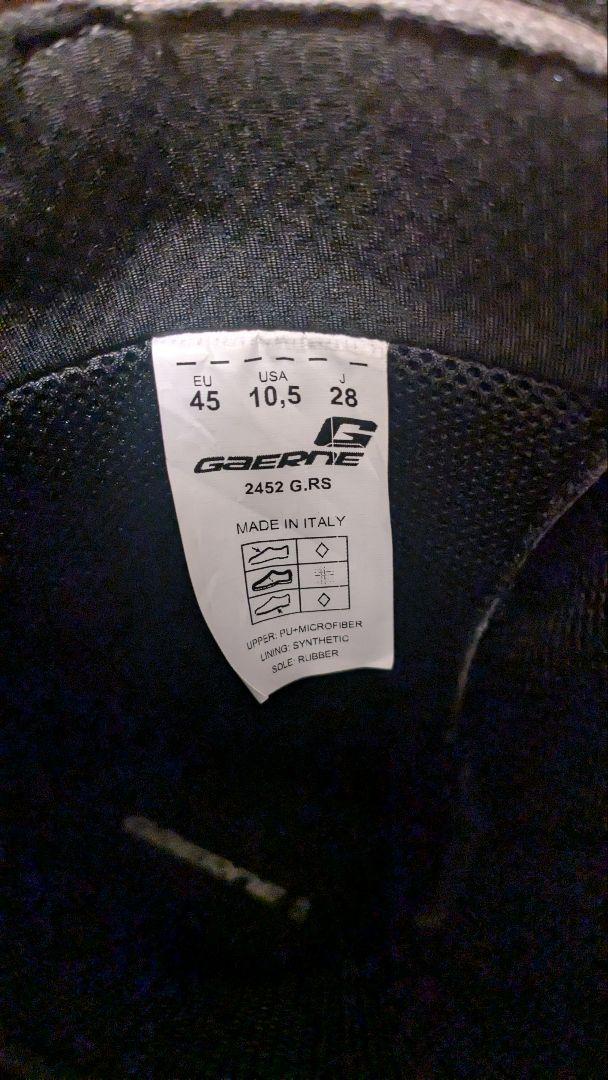 EU USA J
45 10,5 28
G
GAERNE
2452 G.RS
MADE IN ITALY
UPPER: PU+MICROFIBER
LINING: SYNTHETIC
SOLE: RUBBER